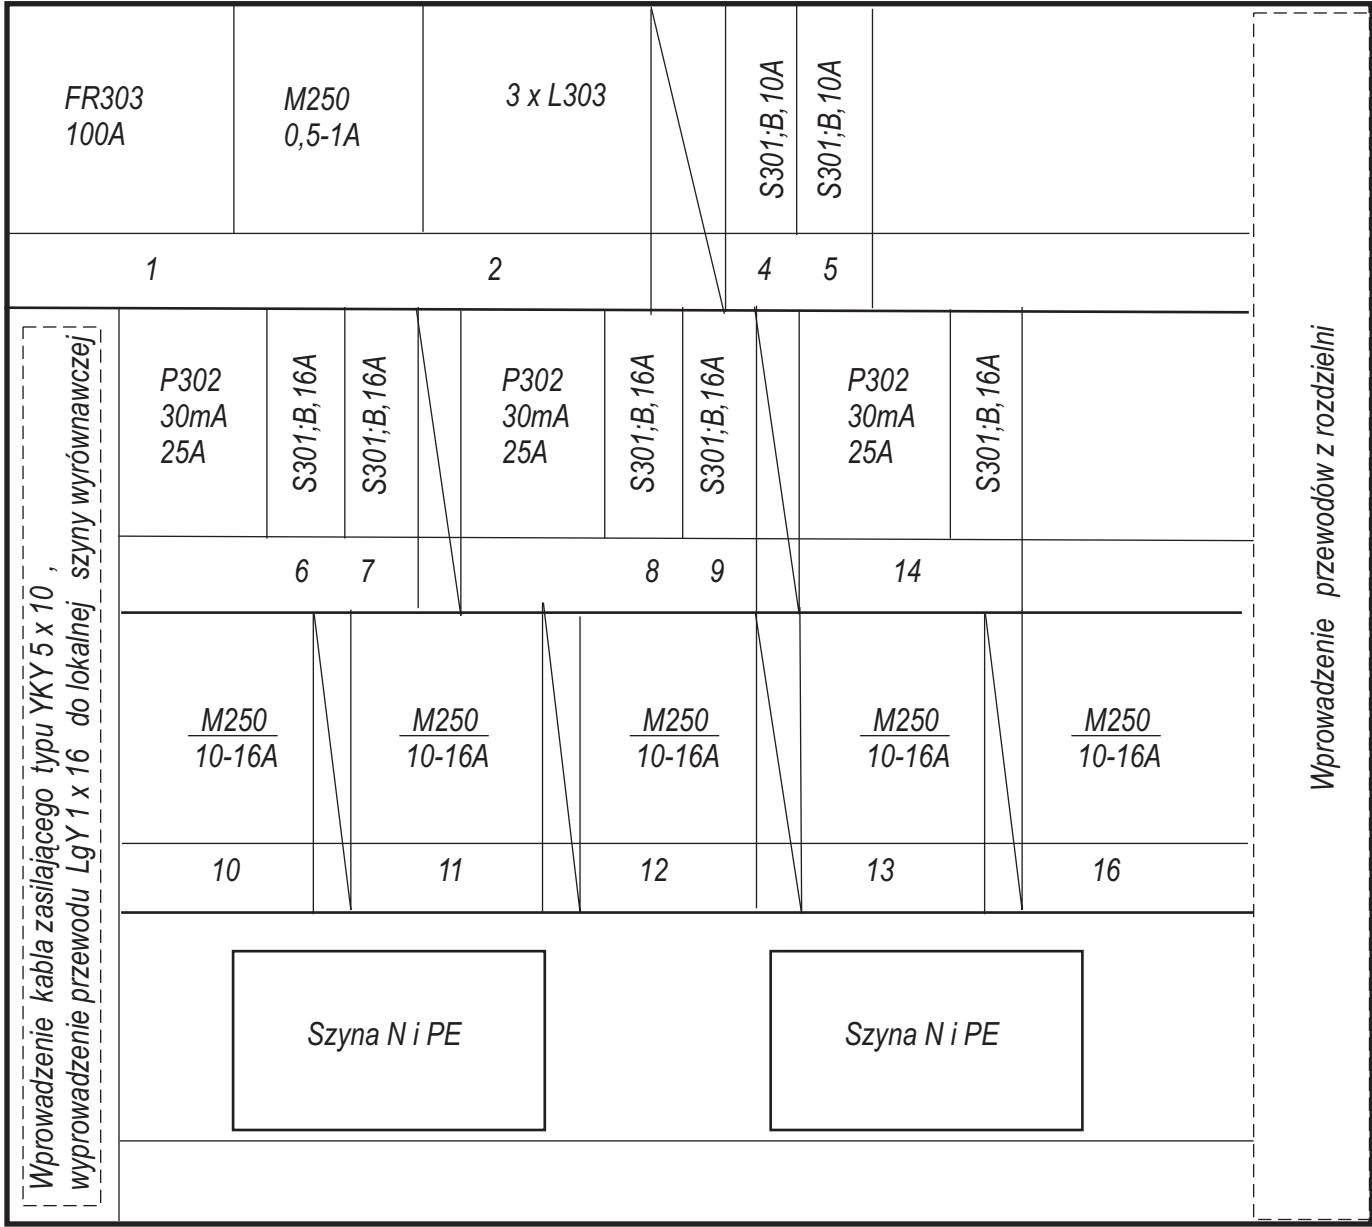 FR303
100A
M250
0,5-1A
3 x L303
S301;B,10A
S301;B,10A
1
2
4
5
Wprowadzenie kabla zasilającego typu YKY 5 x 10 ,
wyprowadzenie przewodu LgY 1 x 16 do lokalnej szyny wyrównawczej
P302
30mA
25A
S301;B,16A
S301;B,16A
P302
30mA
25A
S301;B,16A
S301;B,16A
P302
30mA
25A
S301;B,16A
6
7
8
9
14
M250
10-16A
M250
10-16A
M250
10-16A
M250
10-16A
M250
10-16A
10
11
12
13
16
Szyna N i PE
Szyna N i PE
Wprowadzenie przewodów z rozdzielni